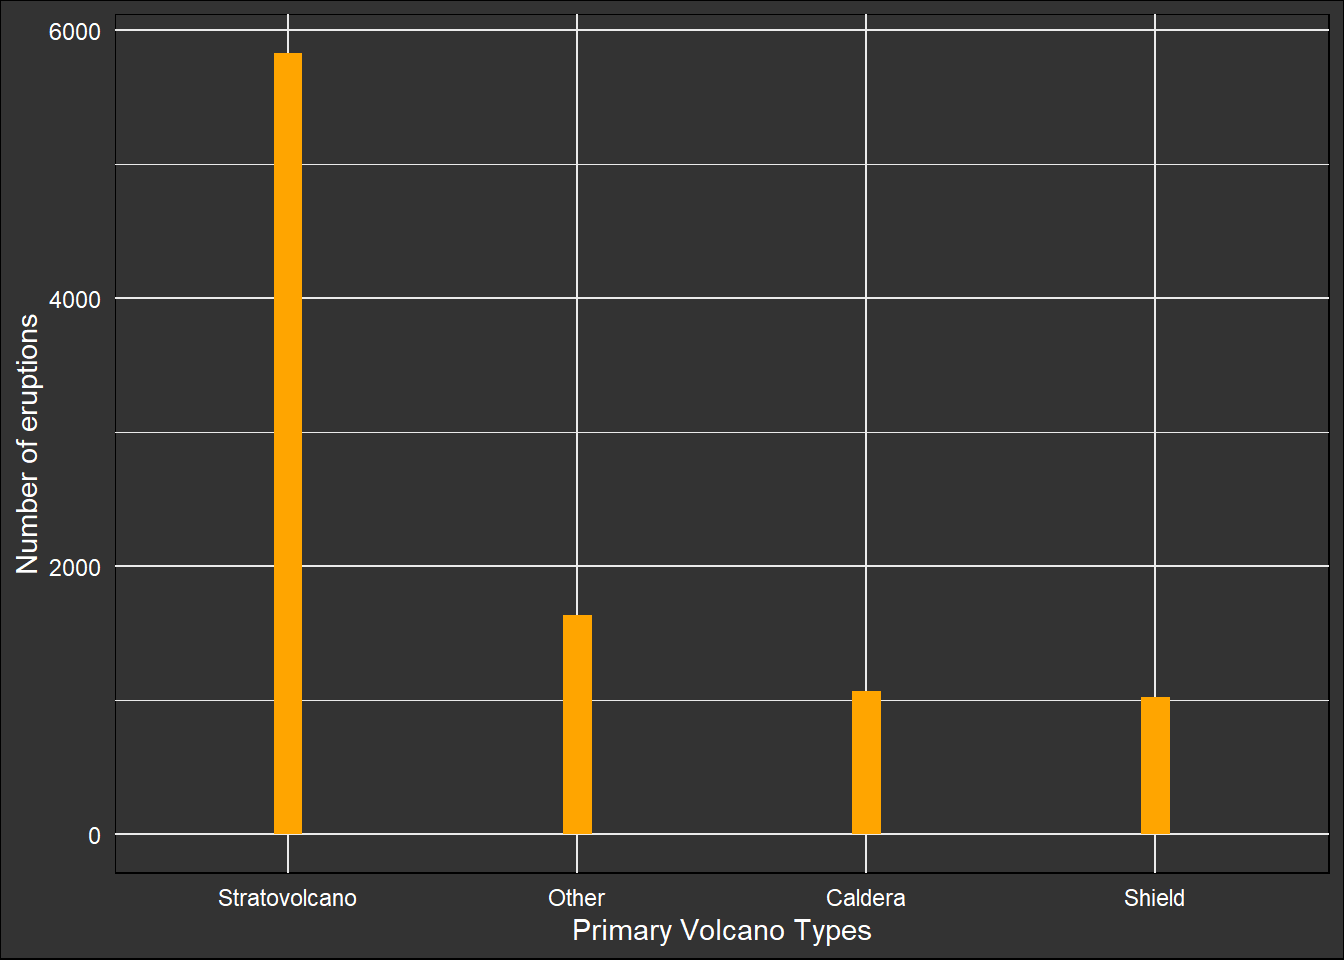 6000
4000
2000
0
Number of eruptions
Stratovolcano Other Caldera Shield
Primary Volcano Types